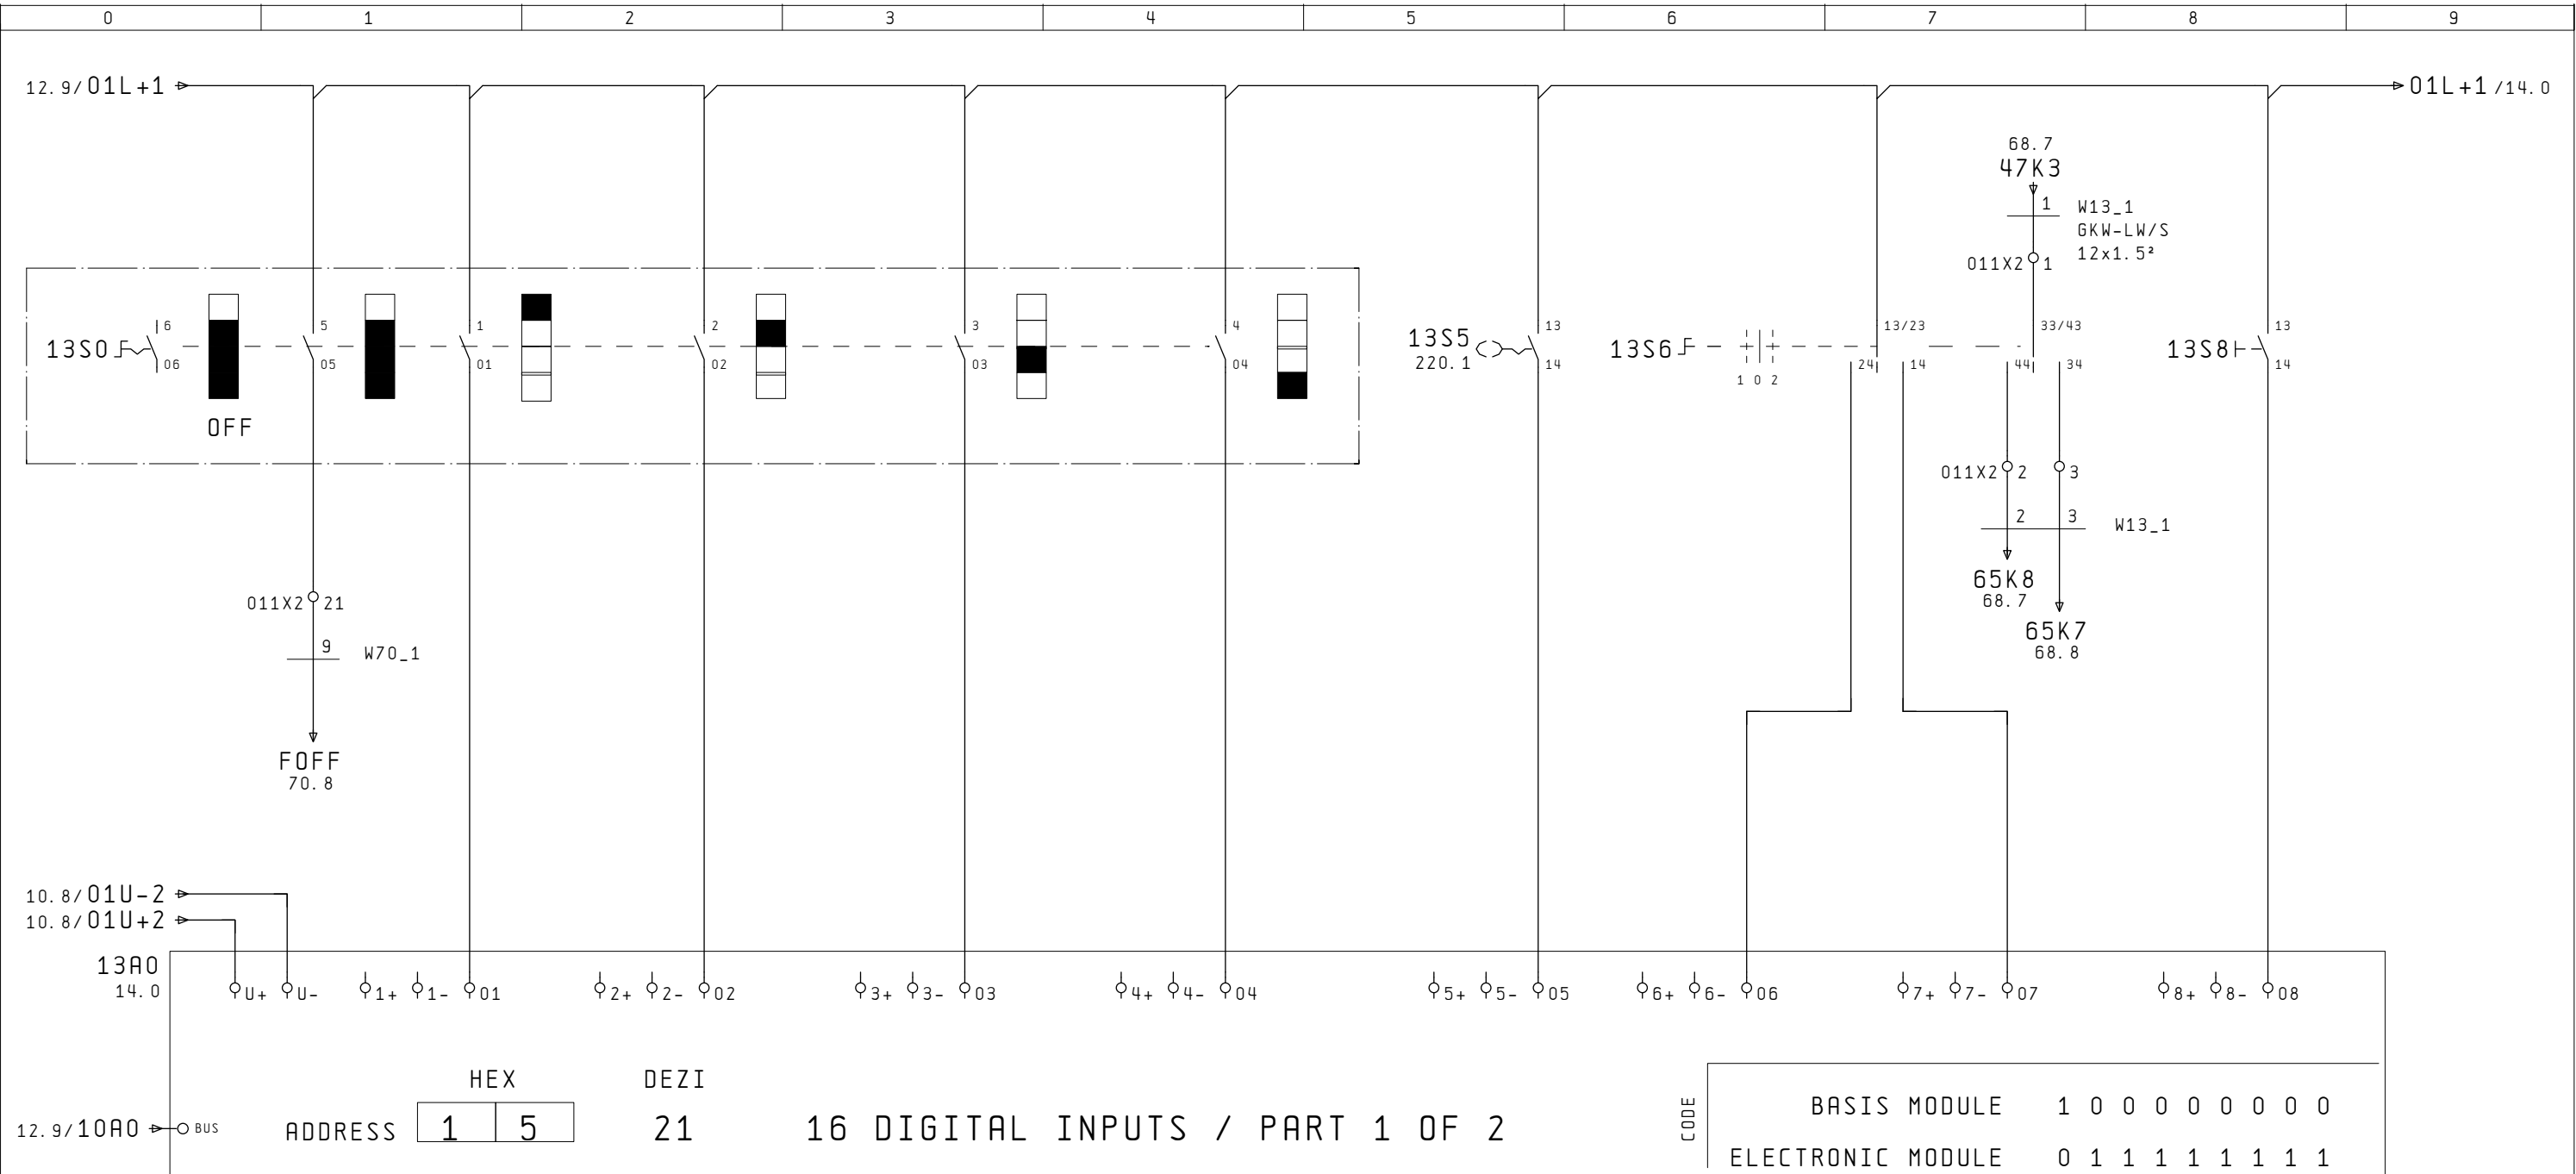 0 1 2 3 4 5 6 7 8 9
12.9/01L+1 01L+1/14.0
68.7
47K3
1 W13_1
GKW-LW/S
12x1.5²
011X2 1
6 5 1 2 3 4 13 13/23 33/43 13
13S0 13S5 13S6 13S8
220.1
06 05 01 02 03 04 14 24 14 44 34 14
1 0 2
OFF
011X2 2 3
2 3 W13_1
65K8
68.7
011X2 21
65K7
68.8
9 W70_1
FOFF
70.8
10.8/01U-2
10.8/01U+2
13A0
14.0
U+ U- 1+ 1- 01 2+ 2- 02 3+ 3- 03 4+ 4- 04 5+ 5- 05 6+ 6- 06 7+ 7- 07 8+ 8- 08
HEX DEZI
12.9/10A0 BUS
ADDRESS 1 5 21 16 DIGITAL INPUTS / PART 1 OF 2
CODE
BASIS MODULE 1 0 0 0 0 0 0 0 0
ELECTRONIC MODULE 0 1 1 1 1 1 1 1 1